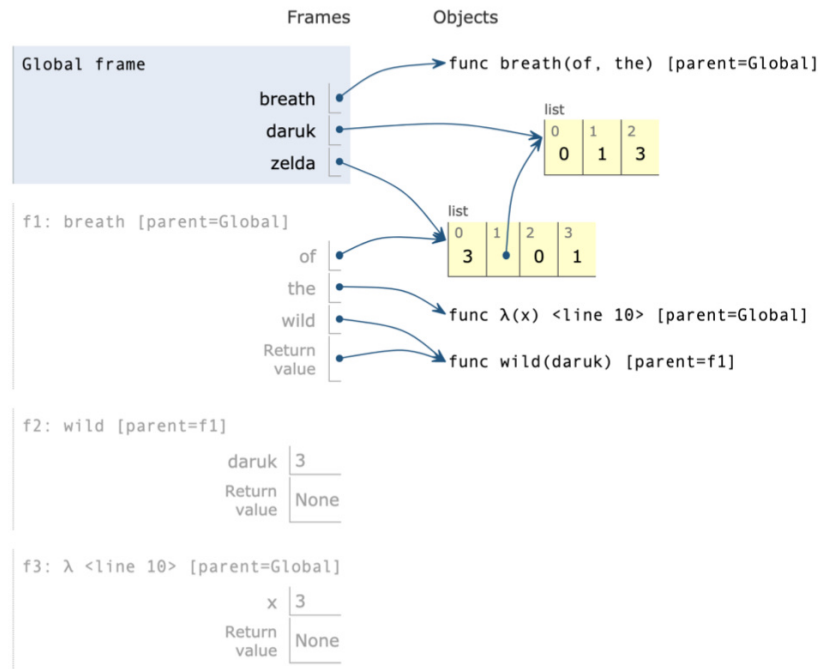 Frames Objects
Global frame
func breath(of, the) [parent=Global]
breath
list
daruk
0 1 2
0 1 3
zelda
list
f1: breath [parent=Global]
0 1 2 3
3 0 1
of
the
func λ(x) <line 10> [parent=Global]
wild
Return
value
func wild(daruk) [parent=f1]
f2: wild [parent=f1]
daruk 3
Return
value
None
f3: λ <line 10> [parent=Global]
x 3
Return
value
None